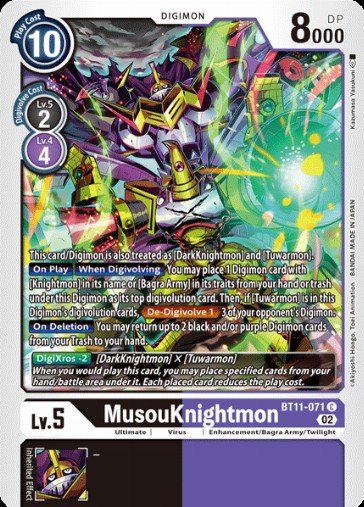 Play Cost
10
DIGIMON
8000
DP
Digivolve Cost
Lv.5
2
Lv.4
4
Kazumasa Yasukuni
©Akiyoshi Hongo, Toei Animation BANDAI MADE IN JAPAN
This card/Digimon is also treated as [DarkKnightmon] and [Tuwarmon].
On Play When Digivolving You may place 1 Digimon card with
[Knightmon] in its name or [Bagra Army] in its traits from your hand or trash
under this Digimon as its top digivolution card. Then, if [Tuwarmon] is in this
Digimon's digivolution cards, De-Digivolve 1 3 of your opponent's Digimon.
On Deletion You may return up to 2 black and/or purple Digimon cards
from your Trash to your hand.
DigiXros -2 [DarkKnightmon] × [Tuwarmon]
When you would play this card, you may place specified cards from your
hand/battle area under it. Each placed card reduces the play cost.
Lv.5
MusouKnightmon
BT11-071 C
02
Ultimate | Virus | Enhancement/Bagra Army/Twilight
Inherited Effect
-